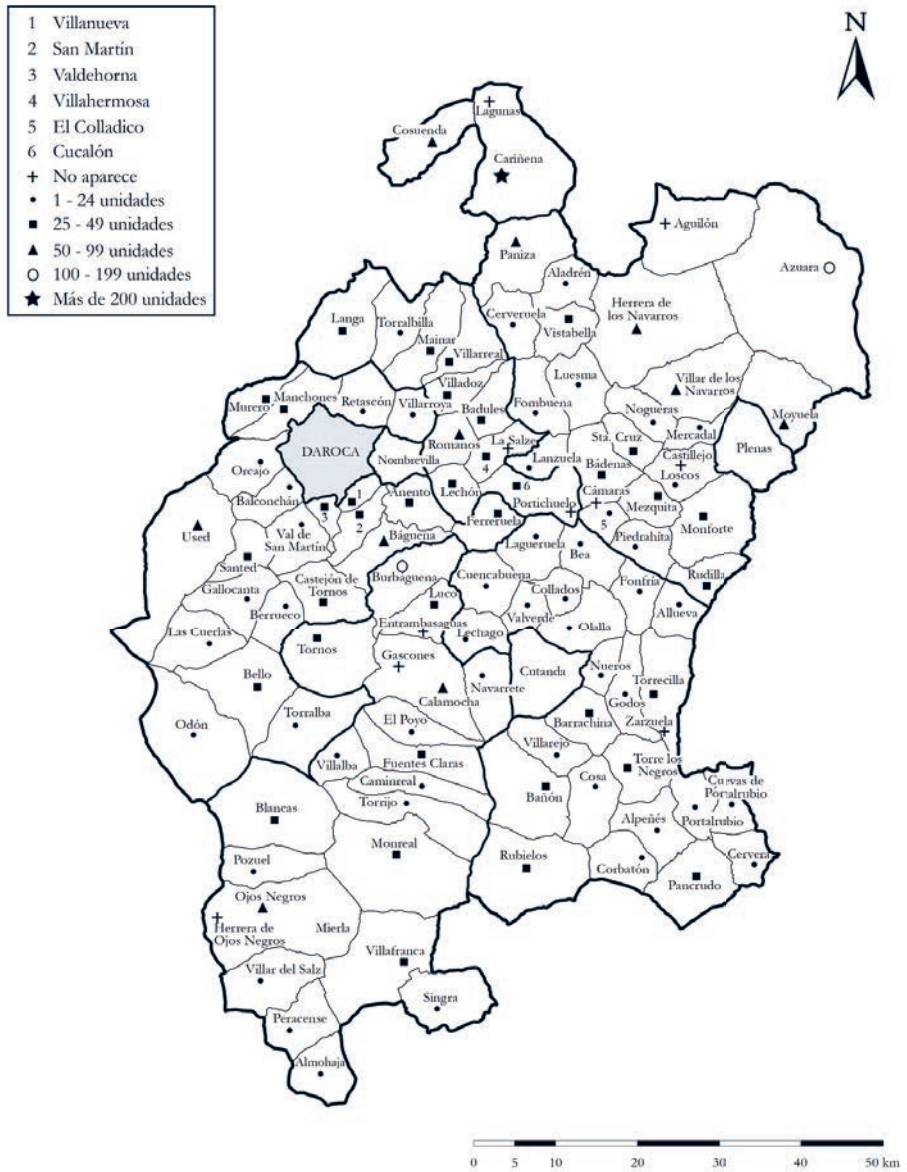 1 Villanueva
2 San Martín
3 Valdehorna
4 Villahermosa
5 El Colladico
6 Cucalón
No aparece
1 - 24 unidades
25 - 49 unidades
50 - 99 unidades
100 - 199 unidades
Más de 200 unidades
N
Lagunas
Cosuenda
Cariñena
Aguilón
Paniza
Azuara
Aladrén
Herrera
de los Navarros
Langa
Torralbilla
Cerveruela
Vistabella
Mainar
Villarreal
Luesma
Villadoz
Villar de los
Navarros
Manchones
Murero
Retascón
Villarroya
Badules
Fombuena
Nogueras
Moyuela
Mercadal
Romanos
La Salze
Sta. Cruz
Plenas
DAROCA
Nombrevilla
4
Lanzuela
Castillejo
Orcajo
Bádenas
Loscos
Balconchán
1
Anento
Lechón
6
Cámaras
Mezquita
3
2
Portichuelo
5
Monforte
Used
Val de
San Martín
Báguena
Ferreruela
Piedrahíta
Lagueruela
Bea
Santed
Burbáguena
Gallocanta
Castejón de
Tornos
Cuencabuena
Fonfría
Rudilla
Berrueco
Luco
Collados
Allueva
Valverde
Las Cuerlas
Entrambasaguas
Olalla
Tornos
Lechago
Gascones
Bello
Cutanda
Nueros
Torrecilla
Navarrete
Calamocha
Godos
Odón
Torralba
El Poyo
Barrachina
Zarzuela
Villarejo
Villalba
Fuentes Claras
Torre los
Negros
Caminreal
Bañón
Cosa
Cuevas de
Portalrubio
Blancas
Torrijo
Alpeñés
Portalrubio
Monreal
Rubielos
Corbatón
Cervera
Pozuel
Pancrudo
Ojos Negros
Herrera de
Ojos Negros
Mierla
Villafranca
Villar del Salz
Singra
Peracense
Almohaja
0 5 10 20 30 40 50 km